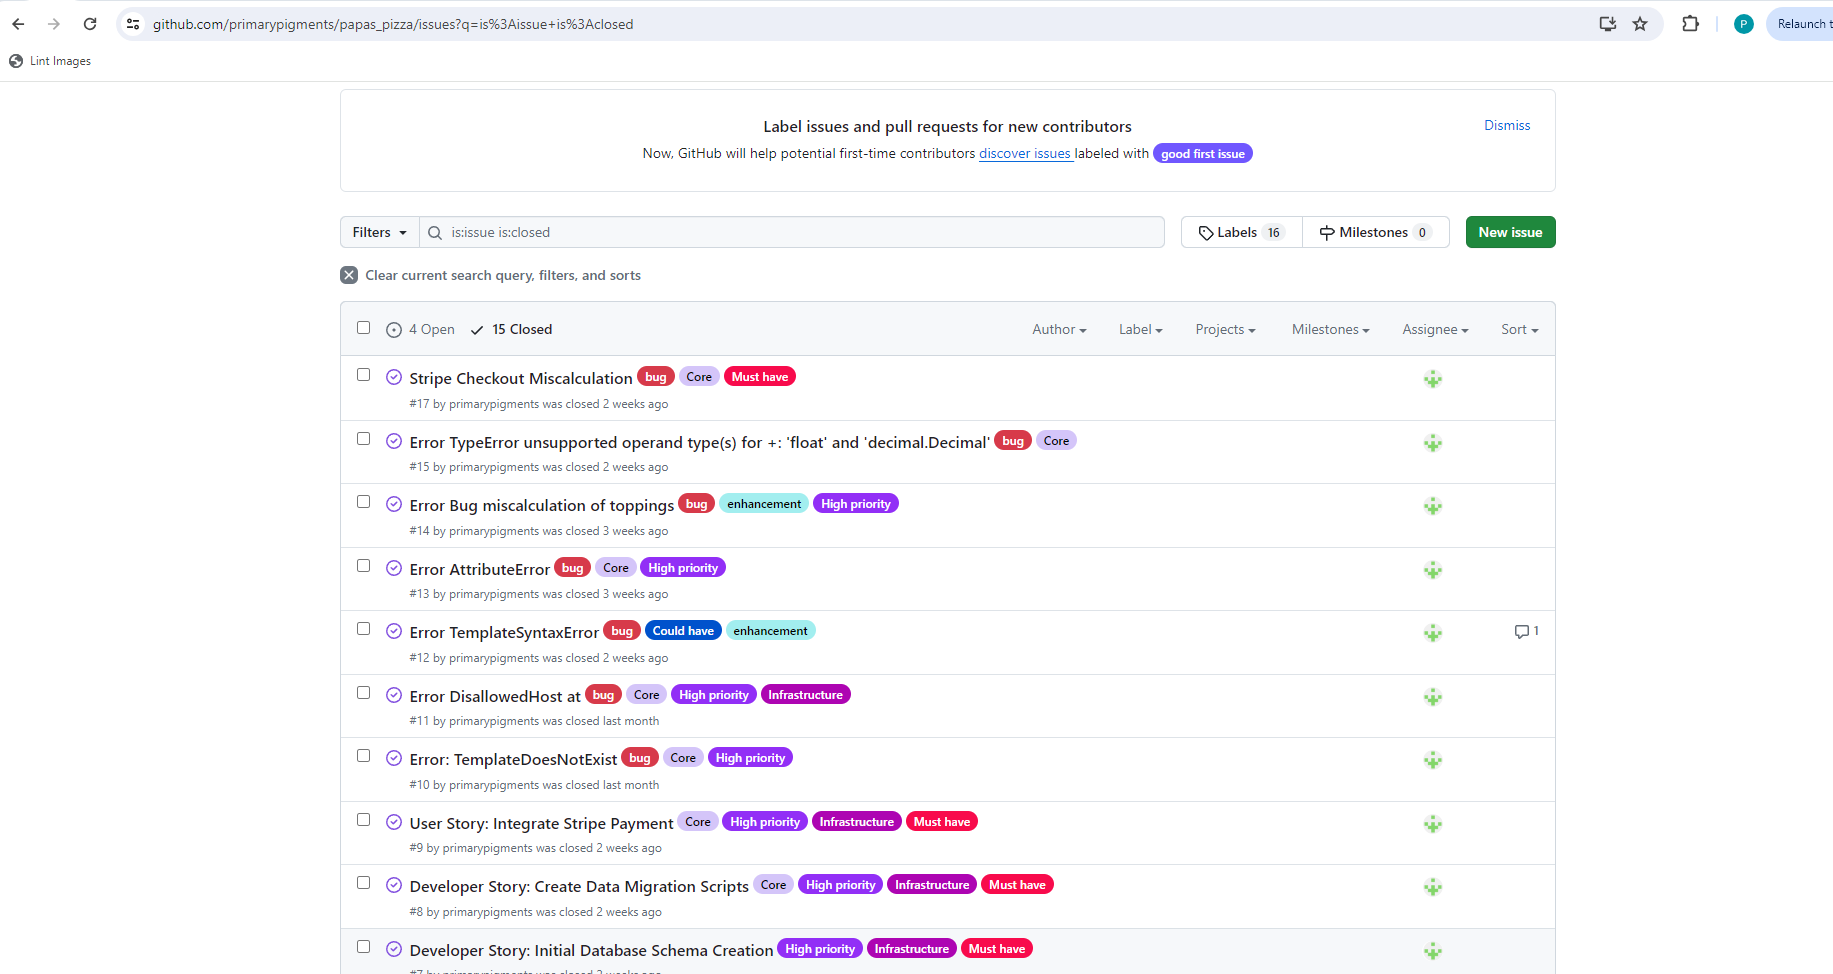 github.com/primarypigments/papas_pizza/issues?q=is%3Aissue+is%3Aclosed
P
Relaunch t
Lint Images
Label issues and pull requests for new contributors
Dismiss
Now, GitHub will help potential first-time contributors discover issues labeled with good first issue
Filters
is:issue is:closed
Labels 16
Milestones 0
New issue
Clear current search query, filters, and sorts
4 Open 15 Closed
Author Label Projects Milestones Assignee Sort
Stripe Checkout Miscalculation bug Core Must have
#17 by primarypigments was closed 2 weeks ago
Error TypeError unsupported operand type(s) for +: 'float' and 'decimal.Decimal' bug Core
#15 by primarypigments was closed 2 weeks ago
Error Bug miscalculation of toppings bug enhancement High priority
#14 by primarypigments was closed 3 weeks ago
Error AttributeError bug Core High priority
#13 by primarypigments was closed 3 weeks ago
Error TemplateSyntaxError bug Could have enhancement
1
#12 by primarypigments was closed 2 weeks ago
Error DisallowedHost at bug Core High priority Infrastructure
#11 by primarypigments was closed last month
Error: TemplateDoesNotExist bug Core High priority
#10 by primarypigments was closed last month
User Story: Integrate Stripe Payment Core High priority Infrastructure Must have
#9 by primarypigments was closed 2 weeks ago
Developer Story: Create Data Migration Scripts Core High priority Infrastructure Must have
#8 by primarypigments was closed 2 weeks ago
Developer Story: Initial Database Schema Creation High priority Infrastructure Must have
#7 by primarypigments was closed 2 weeks ago